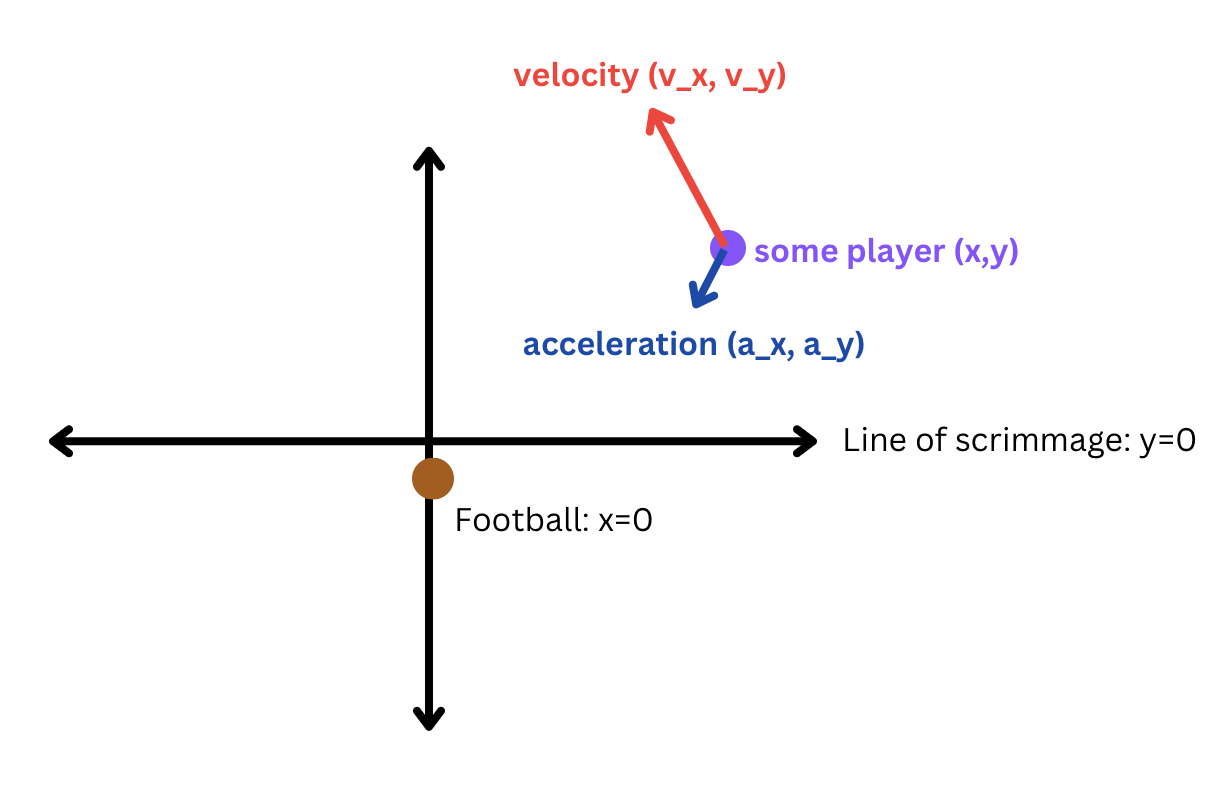 velocity (v_x, v_y)
some player (x,y)
acceleration (a_x, a_y)
Line of scrimmage: y=0
Football: x=0